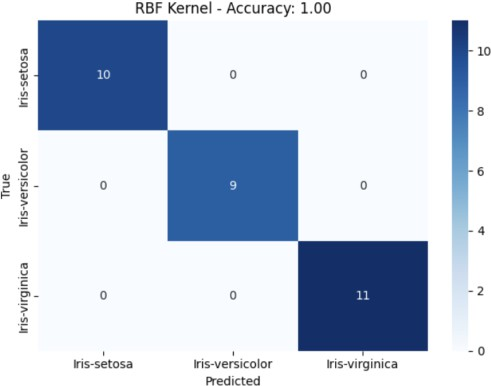 RBF Kernel - Accuracy: 1.00
True
Iris-setosa
10 0 0
Iris-versicolor
0 9 0
Iris-virginica
0 0 11
Iris-setosa Iris-versicolor Iris-virginica
Predicted
10
8
6
4
2
0